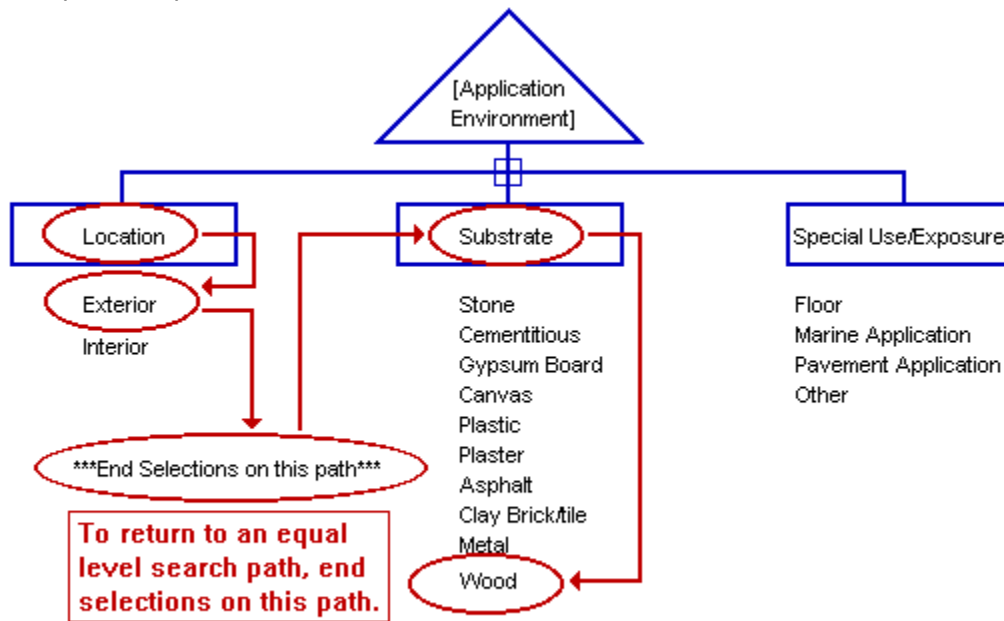 [Application
Environment]
Location
Substrate
Special Use/Exposure
Exterior
Interior
***End Selections on this path***
To return to an equal
level search path, end
selections on this path.
Stone
Cementitious
Gypsum Board
Canvas
Plastic
Plaster
Asphalt
Clay Brick/tile
Metal
Wood
Floor
Marine Application
Pavement Application
Other